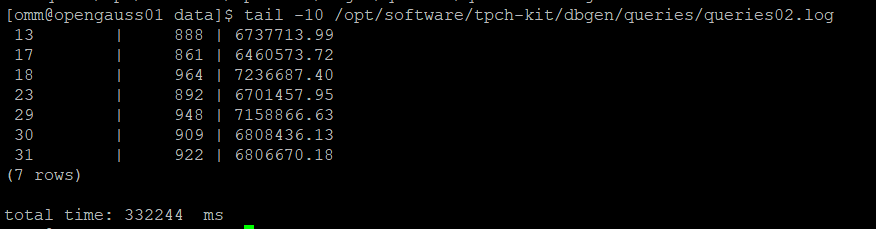 [omm@opengauss01 data]$ tail -10 /opt/software/tpch-kit/dbgen/queries/queries02.log
 13         |     888 | 6737713.99
 17         |     861 | 6460573.72
 18         |     964 | 7236687.40
 23         |     892 | 6701457.95
 29         |     948 | 7158866.63
 30         |     909 | 6808436.13
 31         |     922 | 6806670.18
(7 rows)
total time: 332244  ms